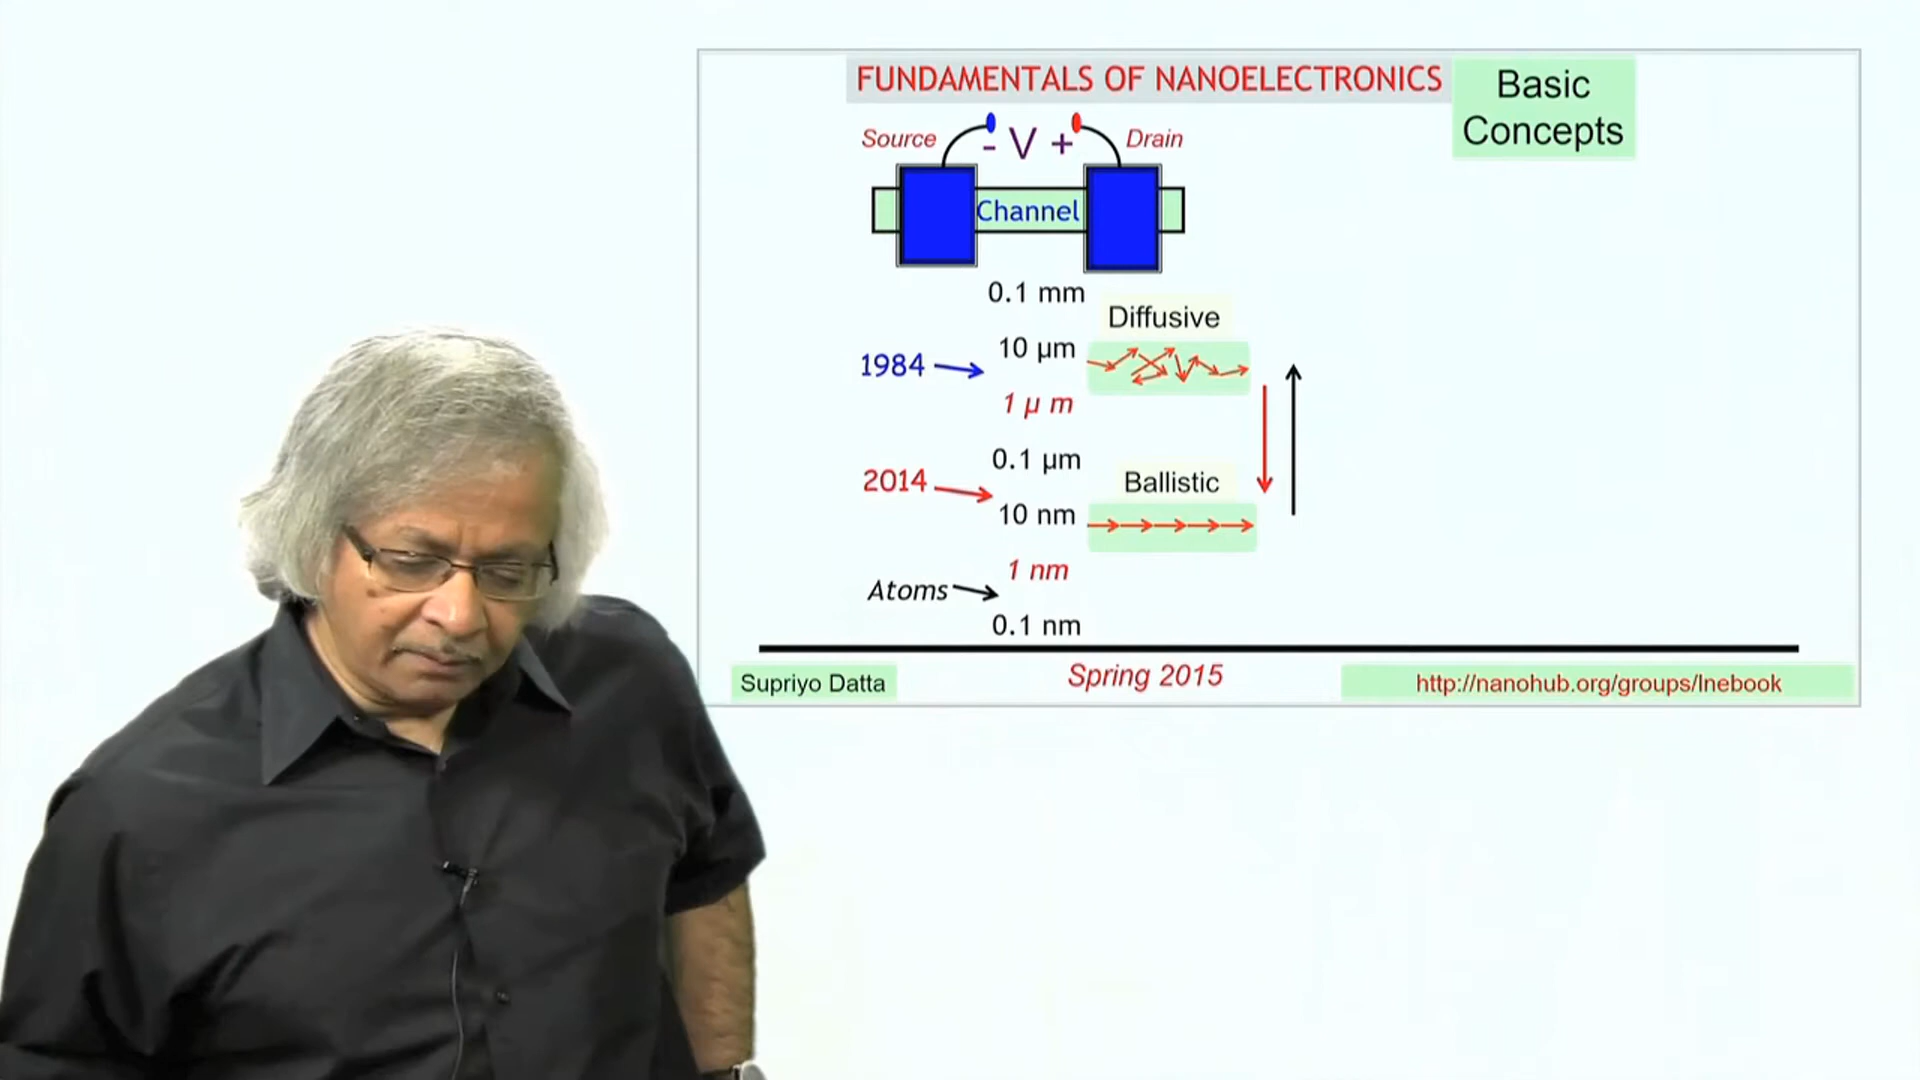 FUNDAMENTALS OF NANOELECTRONICS
Basic
Concepts
Source
- V +
Drain
Channel
0.1 mm
Diffusive
10 µm
1984
1 µ m
0.1 µm
2014
Ballistic
10 nm
1 nm
Atoms
0.1 nm
Supriyo Datta
Spring 2015
http://nanohub.org/groups/lnebook